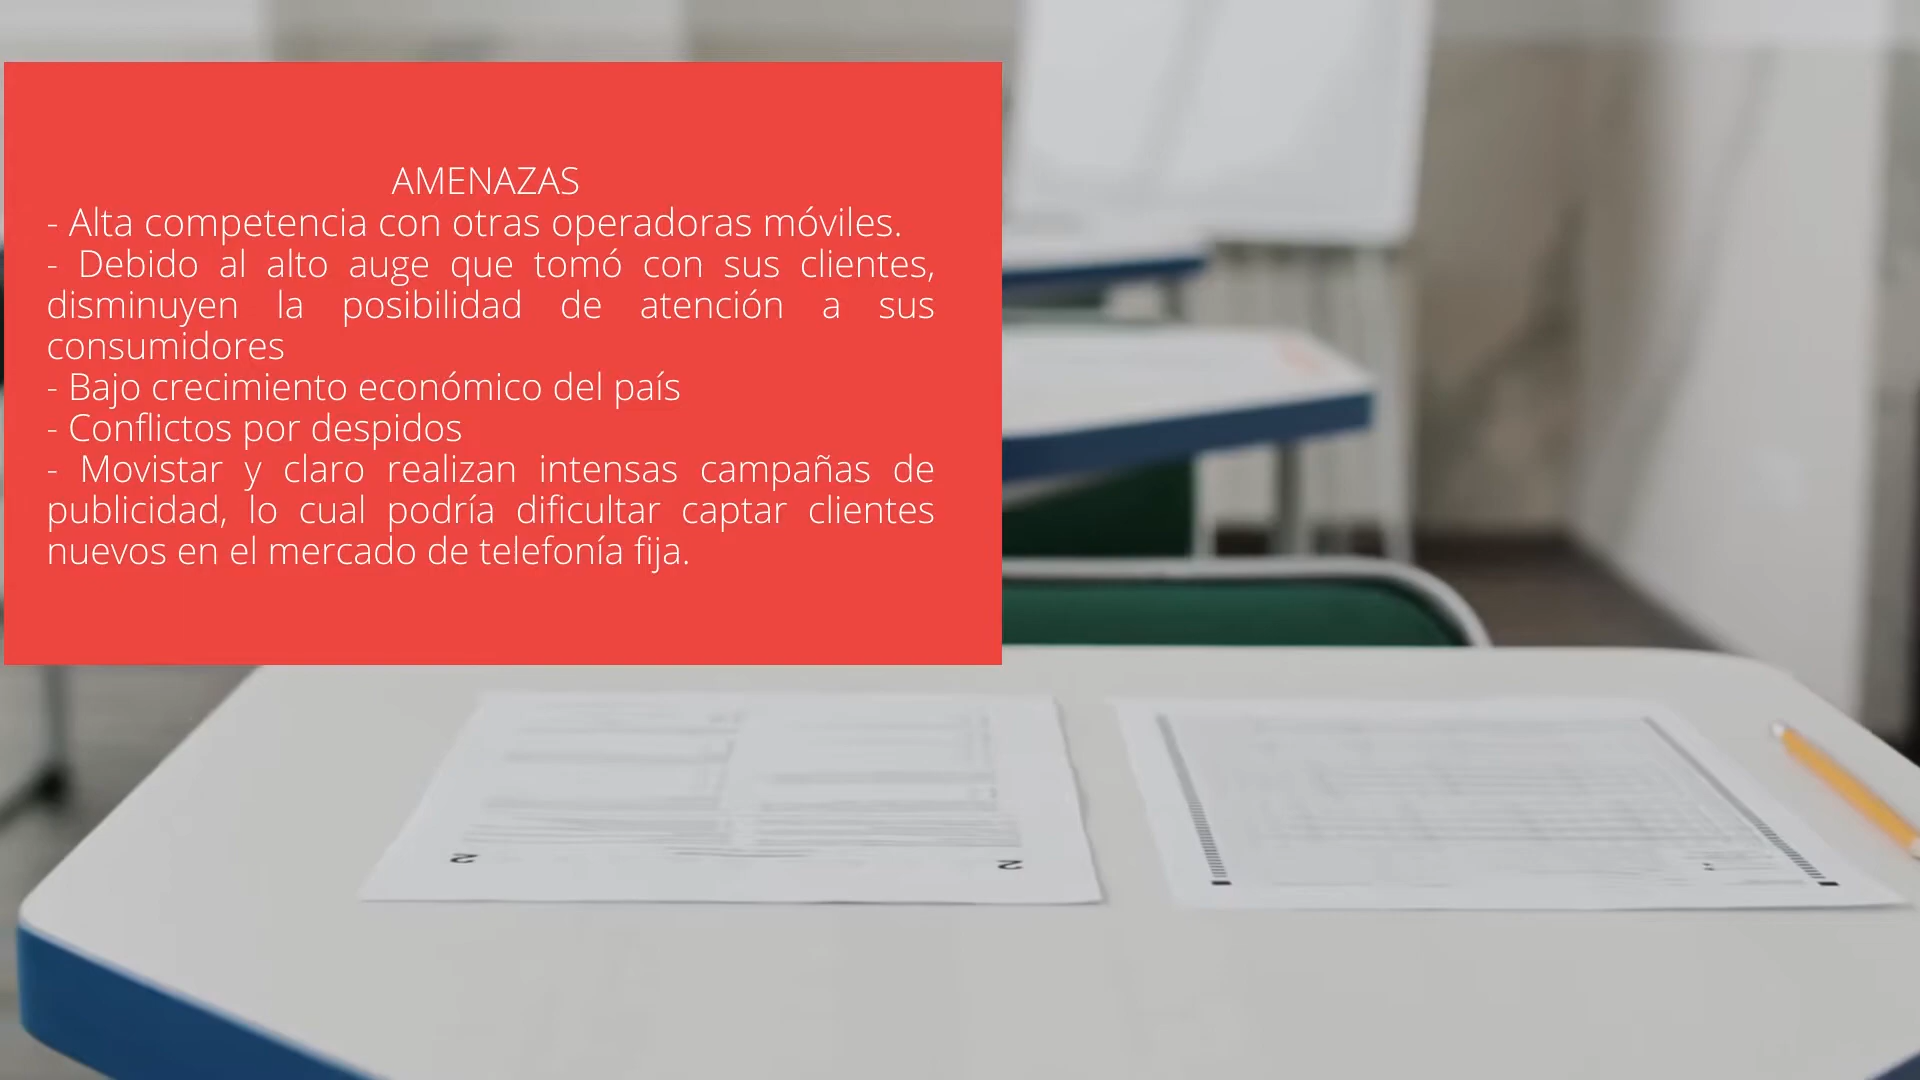 AMENAZAS
- Alta competencia con otras operadoras móviles.
- Debido al alto auge que tomó con sus clientes,
disminuyen la posibilidad de atención a sus
consumidores
- Bajo crecimiento económico del país
- Conflictos por despidos
- Movistar y claro realizan intensas campañas de
publicidad, lo cual podría dificultar captar clientes
nuevos en el mercado de telefonía fija.
2
2